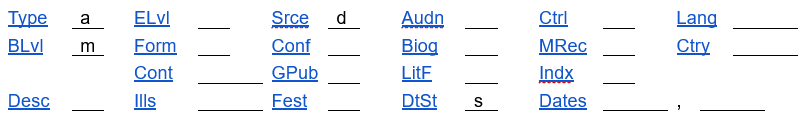 Type a ELvl Srce d Audn Ctrl Lang
BLvl m Form Conf Biog MRec Ctry
Cont GPub LitF Indx
Desc Ills Fest DtSt s Dates ,